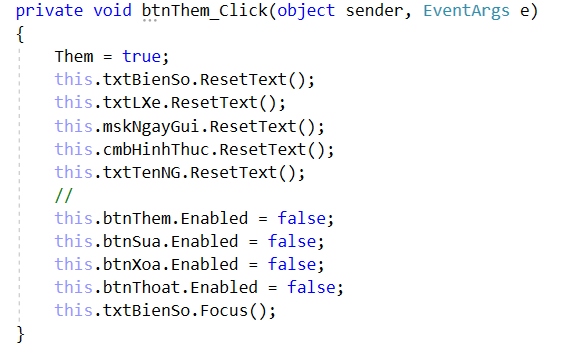 private void btnThem_Click(object sender, EventArgs e)
{
    Them = true;
    this.txtBienSo.ResetText();
    this.txtLXe.ResetText();
    this.mskNgayGui.ResetText();
    this.cmbHinhThuc.ResetText();
    this.txtTenNG.ResetText();
    //
    this.btnThem.Enabled = false;
    this.btnSua.Enabled = false;
    this.btnXoa.Enabled = false;
    this.btnThoat.Enabled = false;
    this.txtBienSo.Focus();
}